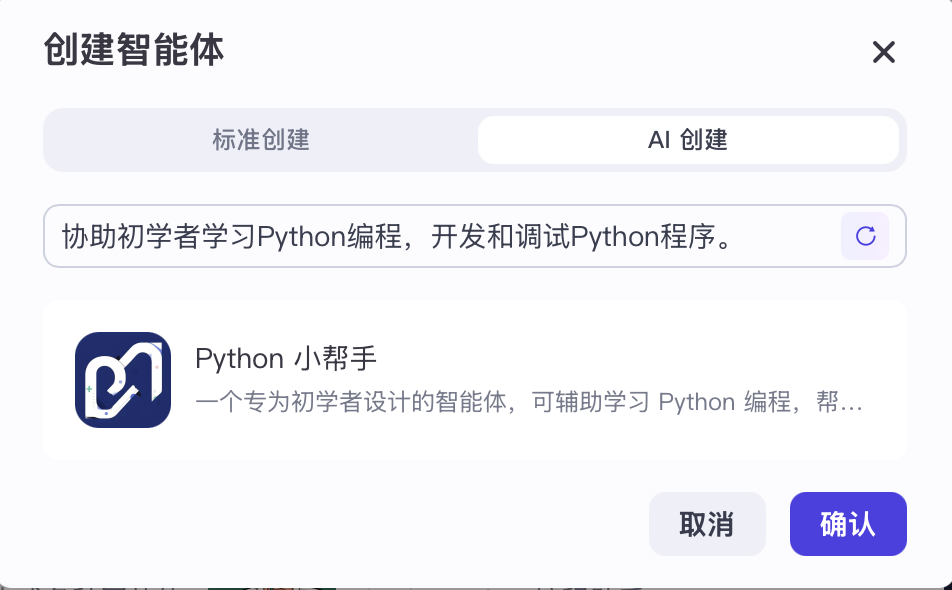 创建智能体
标准创建
AI 创建
协助初学者学习Python编程，开发和调试Python程序。
Python 小帮手
一个专为初学者设计的智能体，可辅助学习 Python 编程，帮...
取消
确认